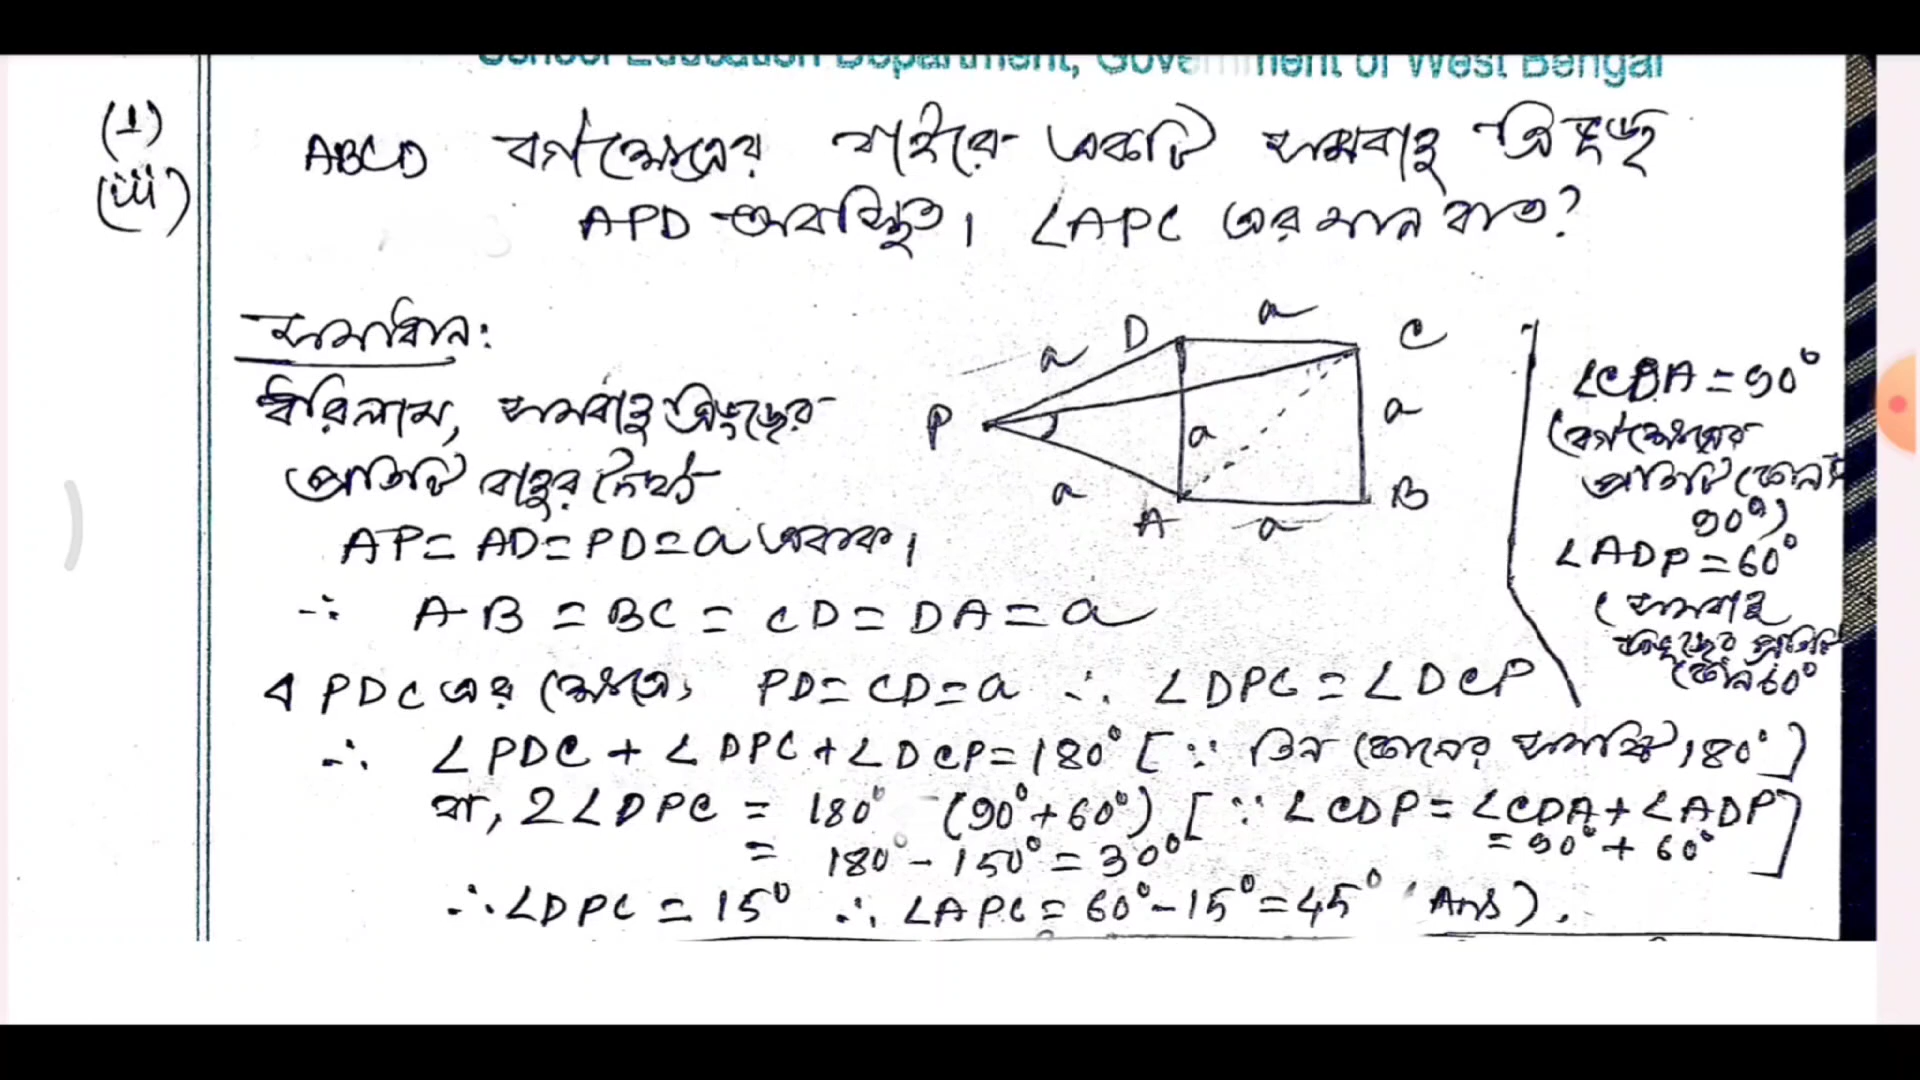 School Education Department, Government of West Bengal
(1)
(iii)
ABCD বর্গক্ষেত্রের বাইরে একটি সমবাহু ত্রিভুজ
APD অবস্থিত। ∠APC এর মান কত?
সমাধান:
ধরিলাম, সমবাহু ত্রিভুজের
প্রতিটি বাহুর দৈর্ঘ্য
AP = AD = PD = a একক।
∴ AB = BC = CD = DA = a
D a C
a
P a a
a
A a B
∠CBA = 90°
(বর্গক্ষেত্রের
প্রতিটি কোন
90°)
∠ADP = 60°
(সমবাহু
ত্রিভুজের প্রতিটি
কোন 60°
PDC এর ক্ষেত্রে, PD = CD = a ∴ ∠DPC = ∠DCP
∴ ∠PDC + ∠DPC + ∠DCP = 180° [∵ তিন কোনের সমষ্টি 180°]
বা, 2∠DPC = 180° - (90° + 60°) [∵ ∠CDP = ∠CDA + ∠ADP
= 180° - 150° = 30° = 90° + 60°]
∴ ∠DPC = 15° ∴ ∠APC = 60° - 15° = 45° Ans).